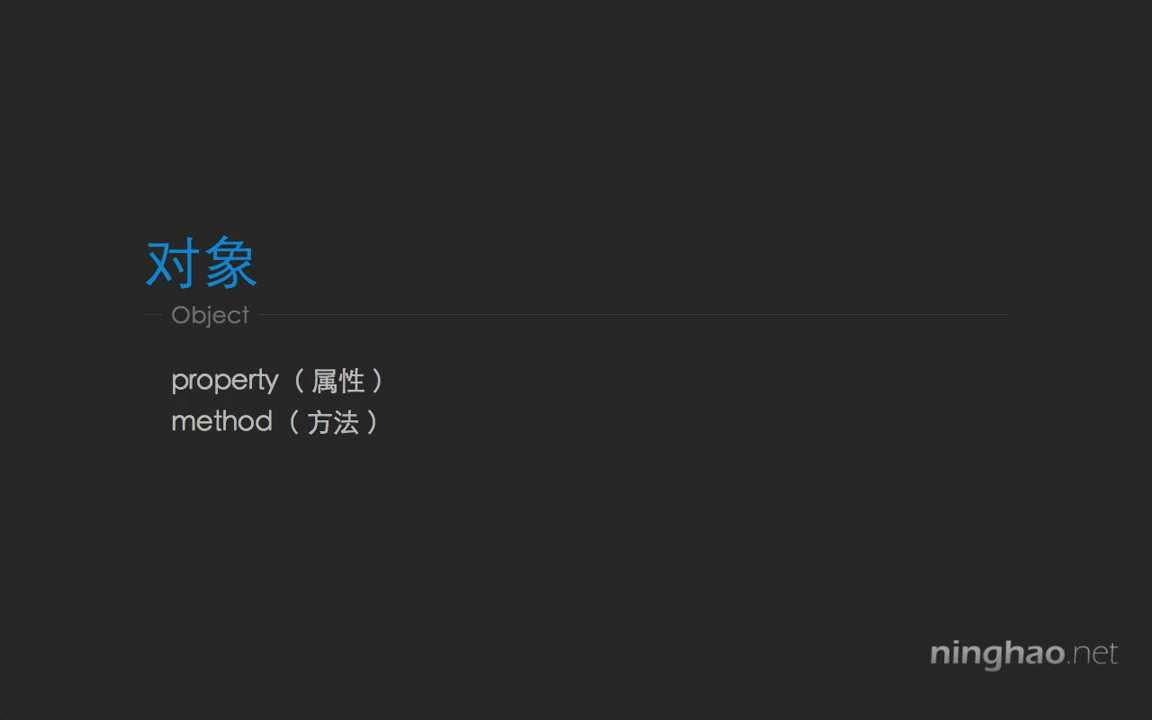 对象
Object
property（属性）
method（方法）
ninghao.net